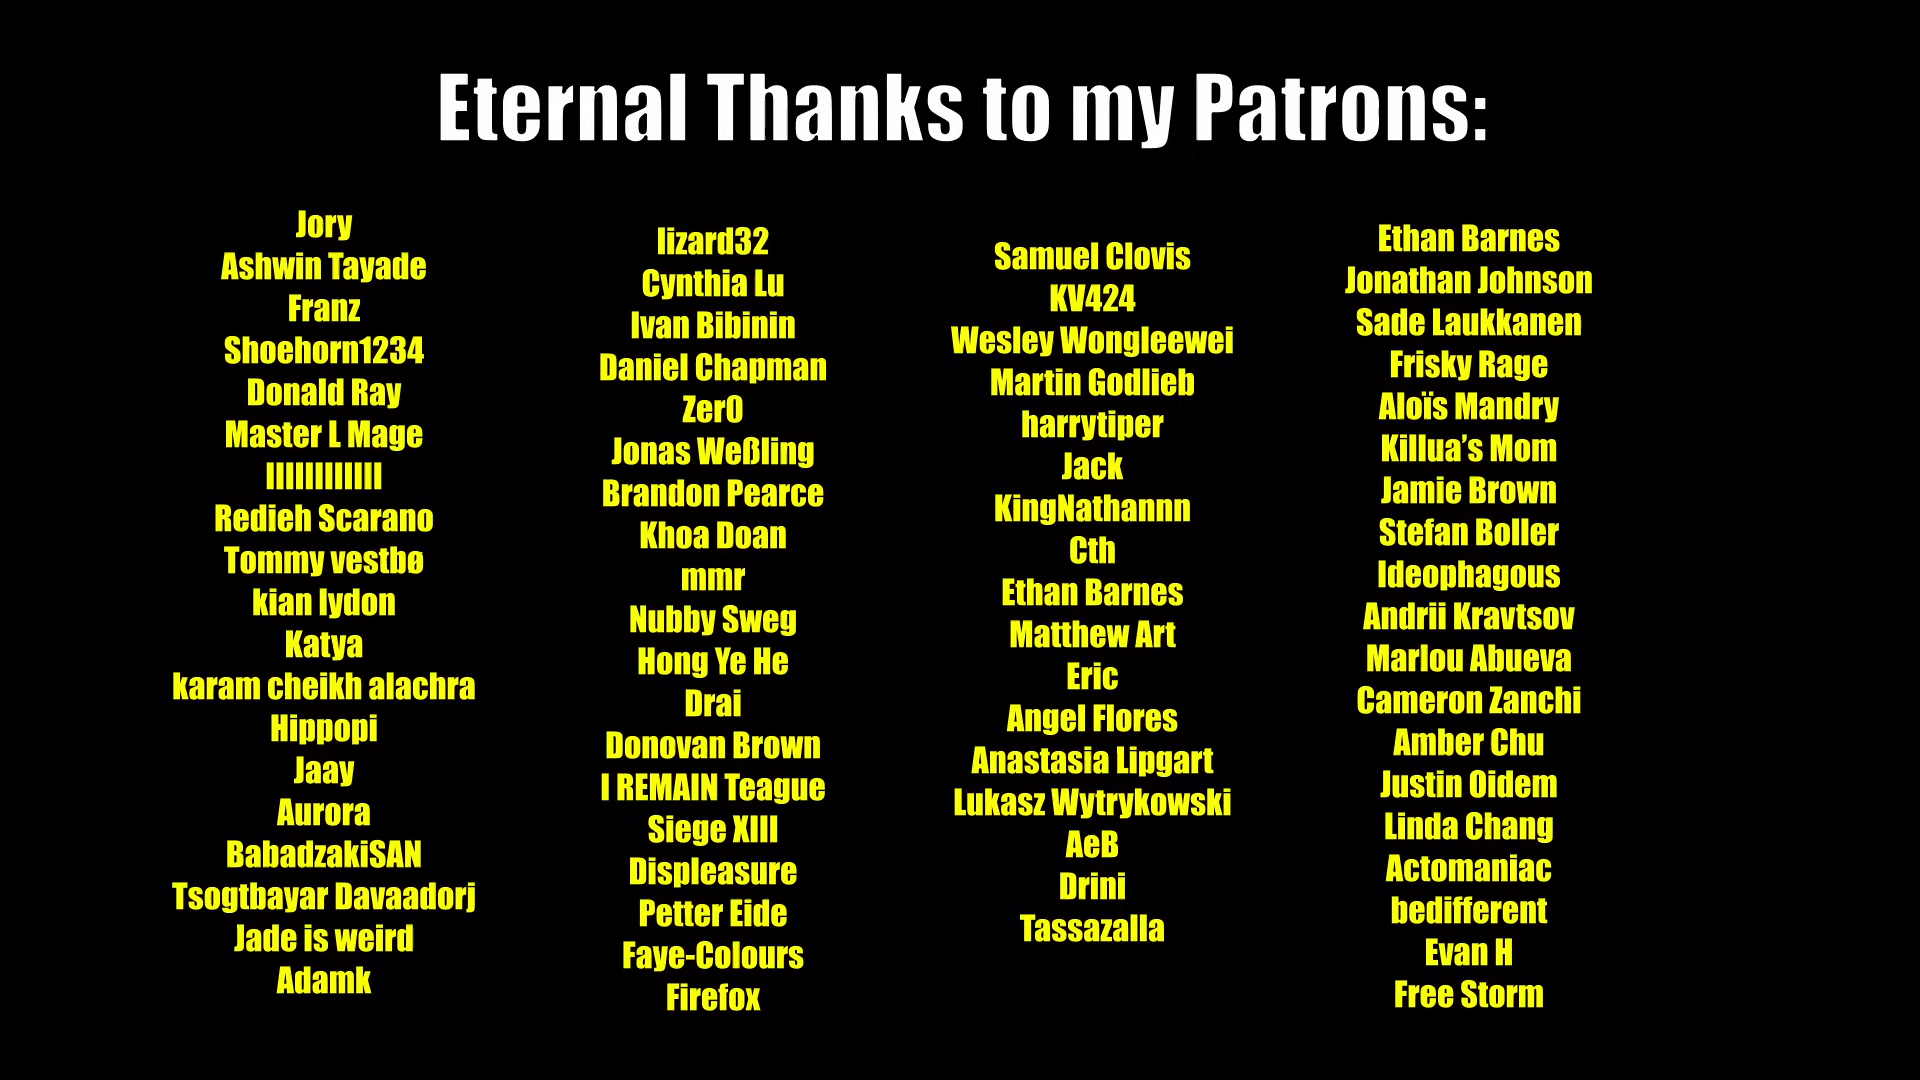 Eternal Thanks to my Patrons:
Jory
Ashwin Tayade
Franz
Shoehorn1234
Donald Ray
Master L Mage
IIIIIIIIIIII
Redieh Scarano
Tommy vestbø
kian lydon
Katya
karam cheikh alachra
Hippopi
Jaay
Aurora
BabadzakiSAN
Tsogtbayar Davaadorj
Jade is weird
Adamk
lizard32
Cynthia Lu
Ivan Bibinin
Daniel Chapman
Zer0
Jonas Weßling
Brandon Pearce
Khoa Doan
mmr
Nubby Sweg
Hong Ye He
Drai
Donovan Brown
I REMAIN Teague
Siege XIII
Displeasure
Petter Eide
Faye-Colours
Firefox
Samuel Clovis
KV424
Wesley Wongleewei
Martin Godlieb
harrytiper
Jack
KingNathannn
Cth
Ethan Barnes
Matthew Art
Eric
Angel Flores
Anastasia Lipgart
Lukasz Wytrykowski
AeB
Drini
Tassazalla
Ethan Barnes
Jonathan Johnson
Sade Laukkanen
Frisky Rage
Aloïs Mandry
Killua’s Mom
Jamie Brown
Stefan Boller
Ideophagous
Andrii Kravtsov
Marlou Abueva
Cameron Zanchi
Amber Chu
Justin Oidem
Linda Chang
Actomaniac
bedifferent
Evan H
Free Storm